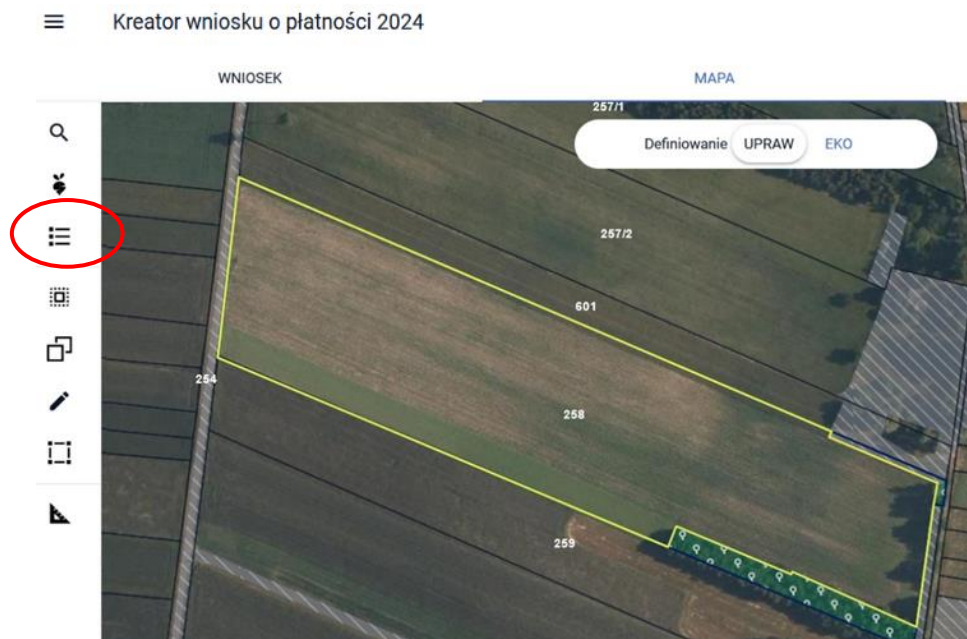 Kreator wniosku o płatności 2024
WNIOSEK
MAPA
257/1
Definiowanie UPRAW EKO
257/2
601
254
258
259